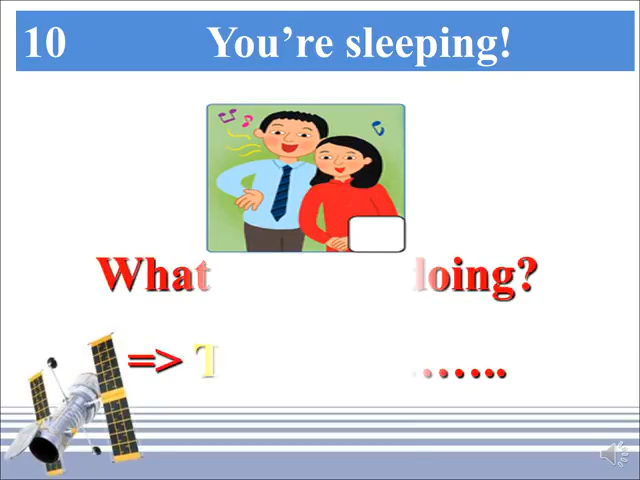 10 You're sleeping!
What doing?
=> T .......